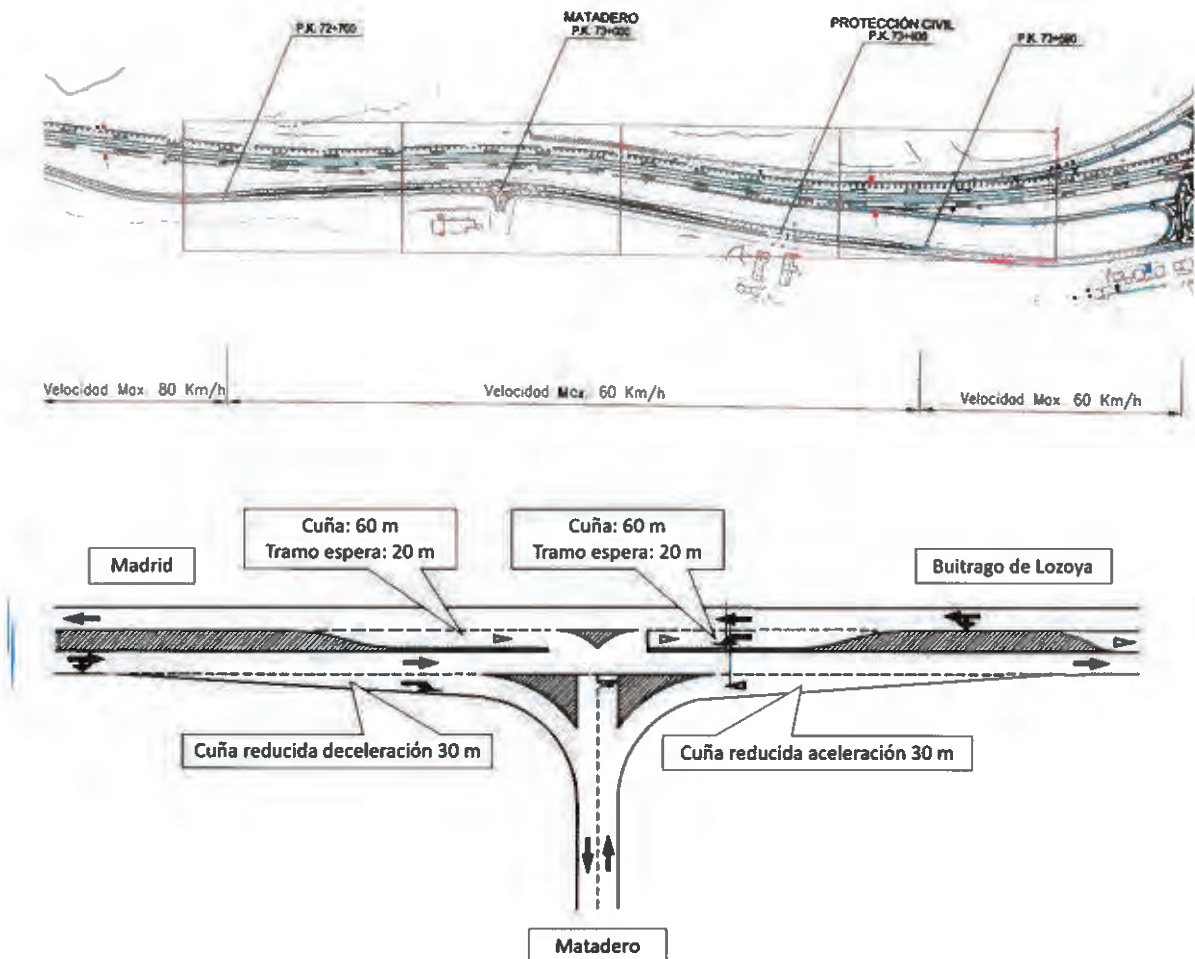 P.K. 72+700
MATADERO
P.K. 73+000
PROTECCIÓN CIVIL
P.K. 73+400
P.K. 73+580
Velocidad Max. 80 Km/h
Velocidad Max. 60 Km/h
Velocidad Max. 60 Km/h
Cuña: 60 m
Tramo espera: 20 m
Cuña: 60 m
Tramo espera: 20 m
Madrid
Buitrago de Lozoya
Cuña reducida deceleración 30 m
Cuña reducida aceleración 30 m
Matadero